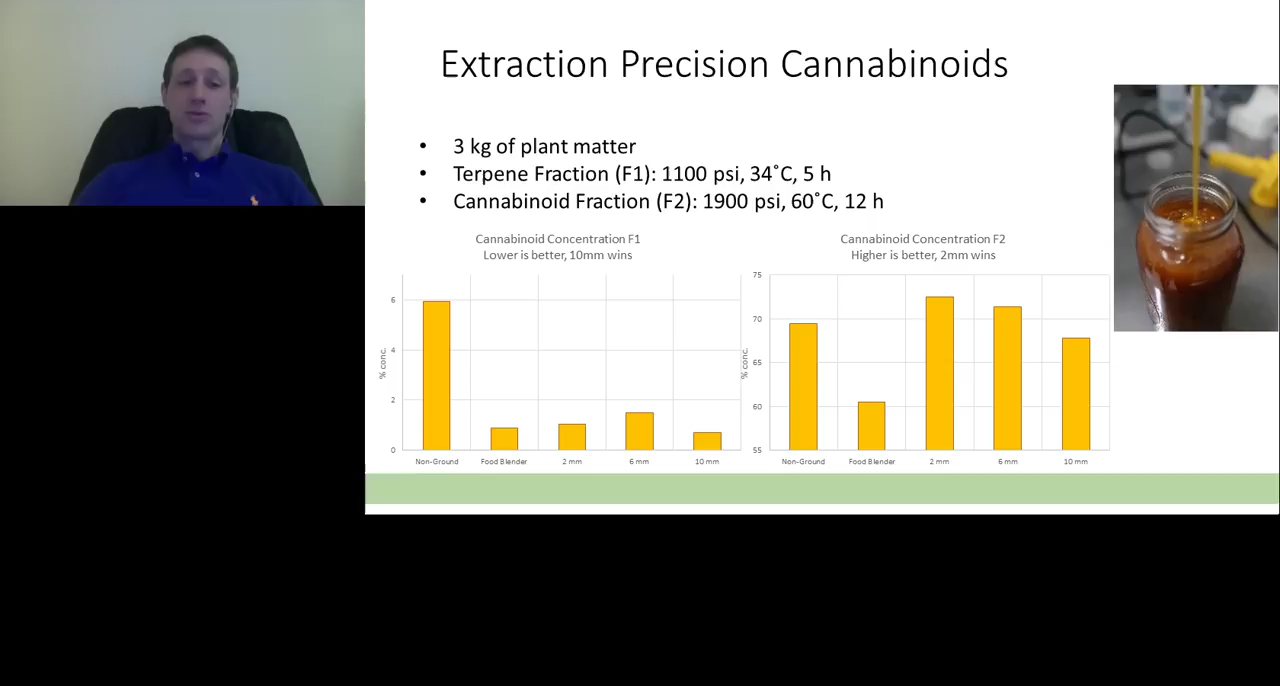 Extraction Precision Cannabinoids
• 3 kg of plant matter
• Terpene Fraction (F1): 1100 psi, 34˚C, 5 h
• Cannabinoid Fraction (F2): 1900 psi, 60˚C, 12 h
Cannabinoid Concentration F1
Lower is better, 10mm wins
% conc.
6
4
2
0
Non-Ground Food Blender 2 mm 6 mm 10 mm
Cannabinoid Concentration F2
Higher is better, 2mm wins
% conc.
75
70
65
60
55
Non-Ground Food Blender 2 mm 6 mm 10 mm